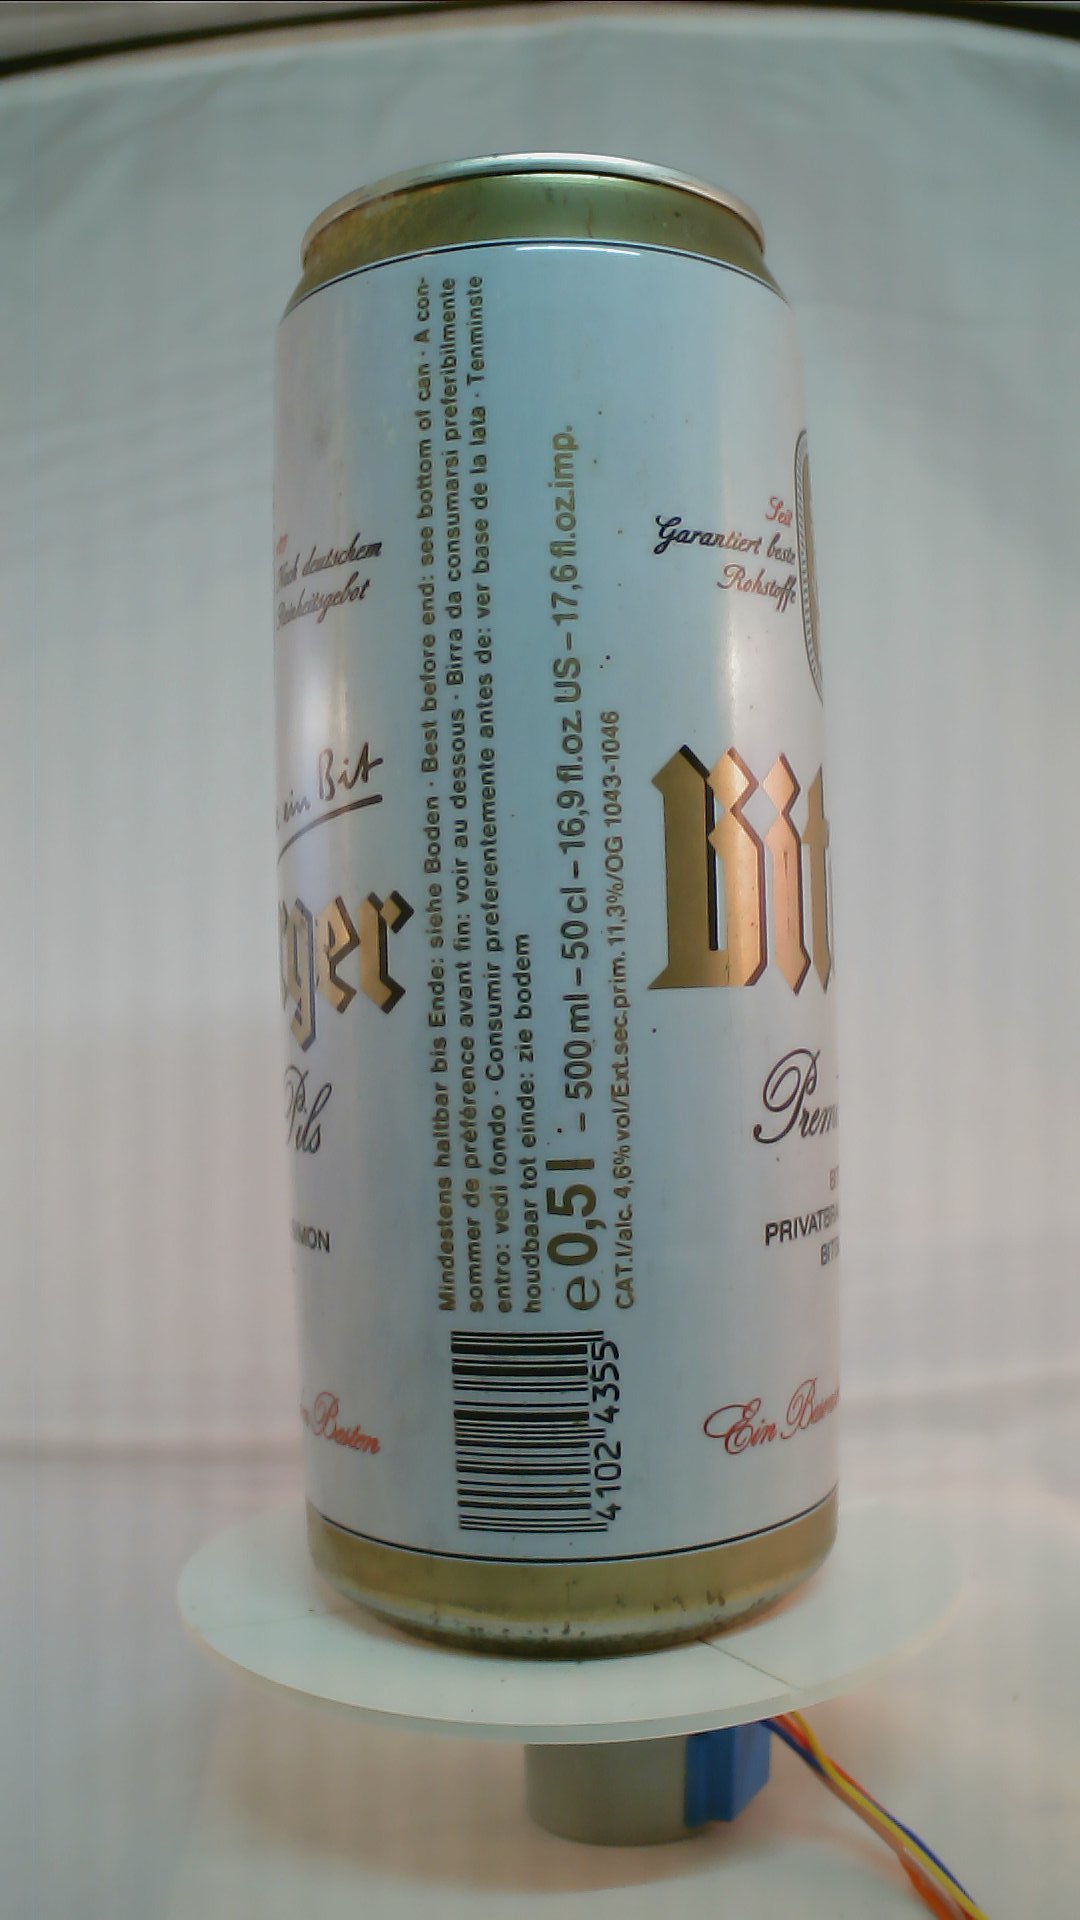 Nach deutschem
Reinheitsgebot
ein Bit
rger
Pils
SIMON
Besten
Mindestens haltbar bis Ende: siehe Boden · Best before end: see bottom of can · A con-
sommer de préférence avant fin: voir au dessous · Birra da consumarsi preferibilmente
entro: vedi fondo · Consumir preferentemente antes de: ver base de la lata · Tenminste
houdbaar tot einde: zie bodem
e 0,5 l – 500 ml – 50 cl – 16,9 fl.oz. US – 17,6 fl.oz.imp.
CAT.I/alc. 4,6% vol/Ext.sec.prim. 11,3%/OG 1043-1046
4102 4355
Seit
Garantiert beste
Rohstoffe
Bit
Prem
PRIVATBRA
BIT
Ein